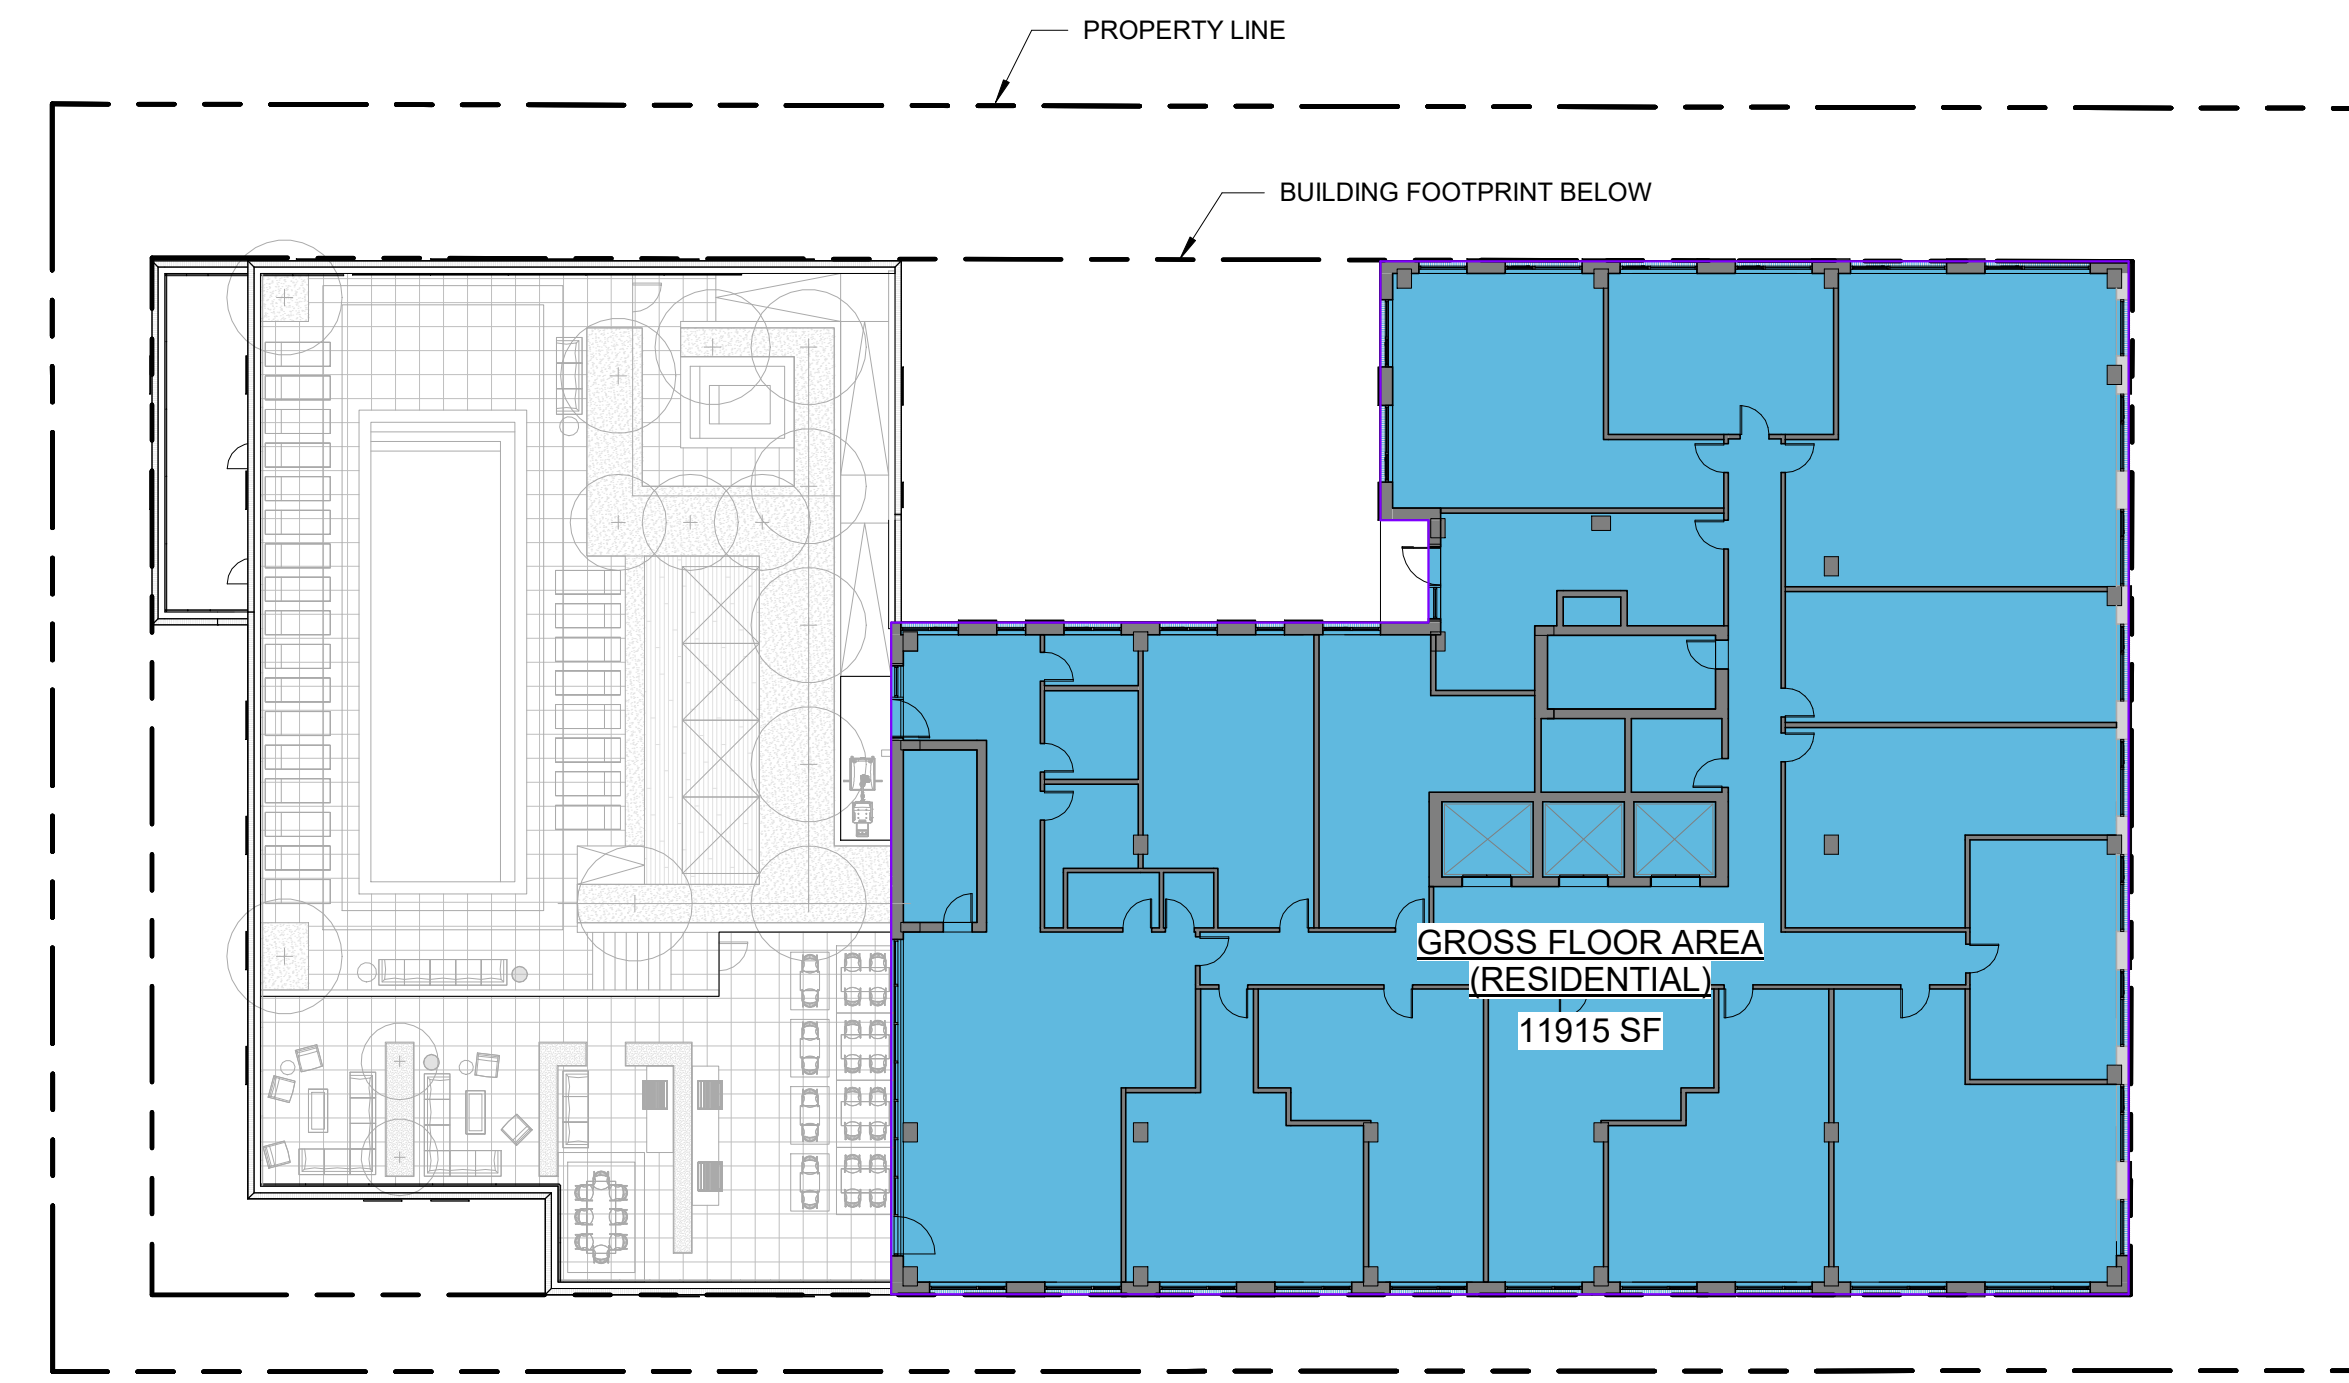 PROPERTY LINE
BUILDING FOOTPRINT BELOW
GROSS FLOOR AREA
(RESIDENTIAL)
11915 SF